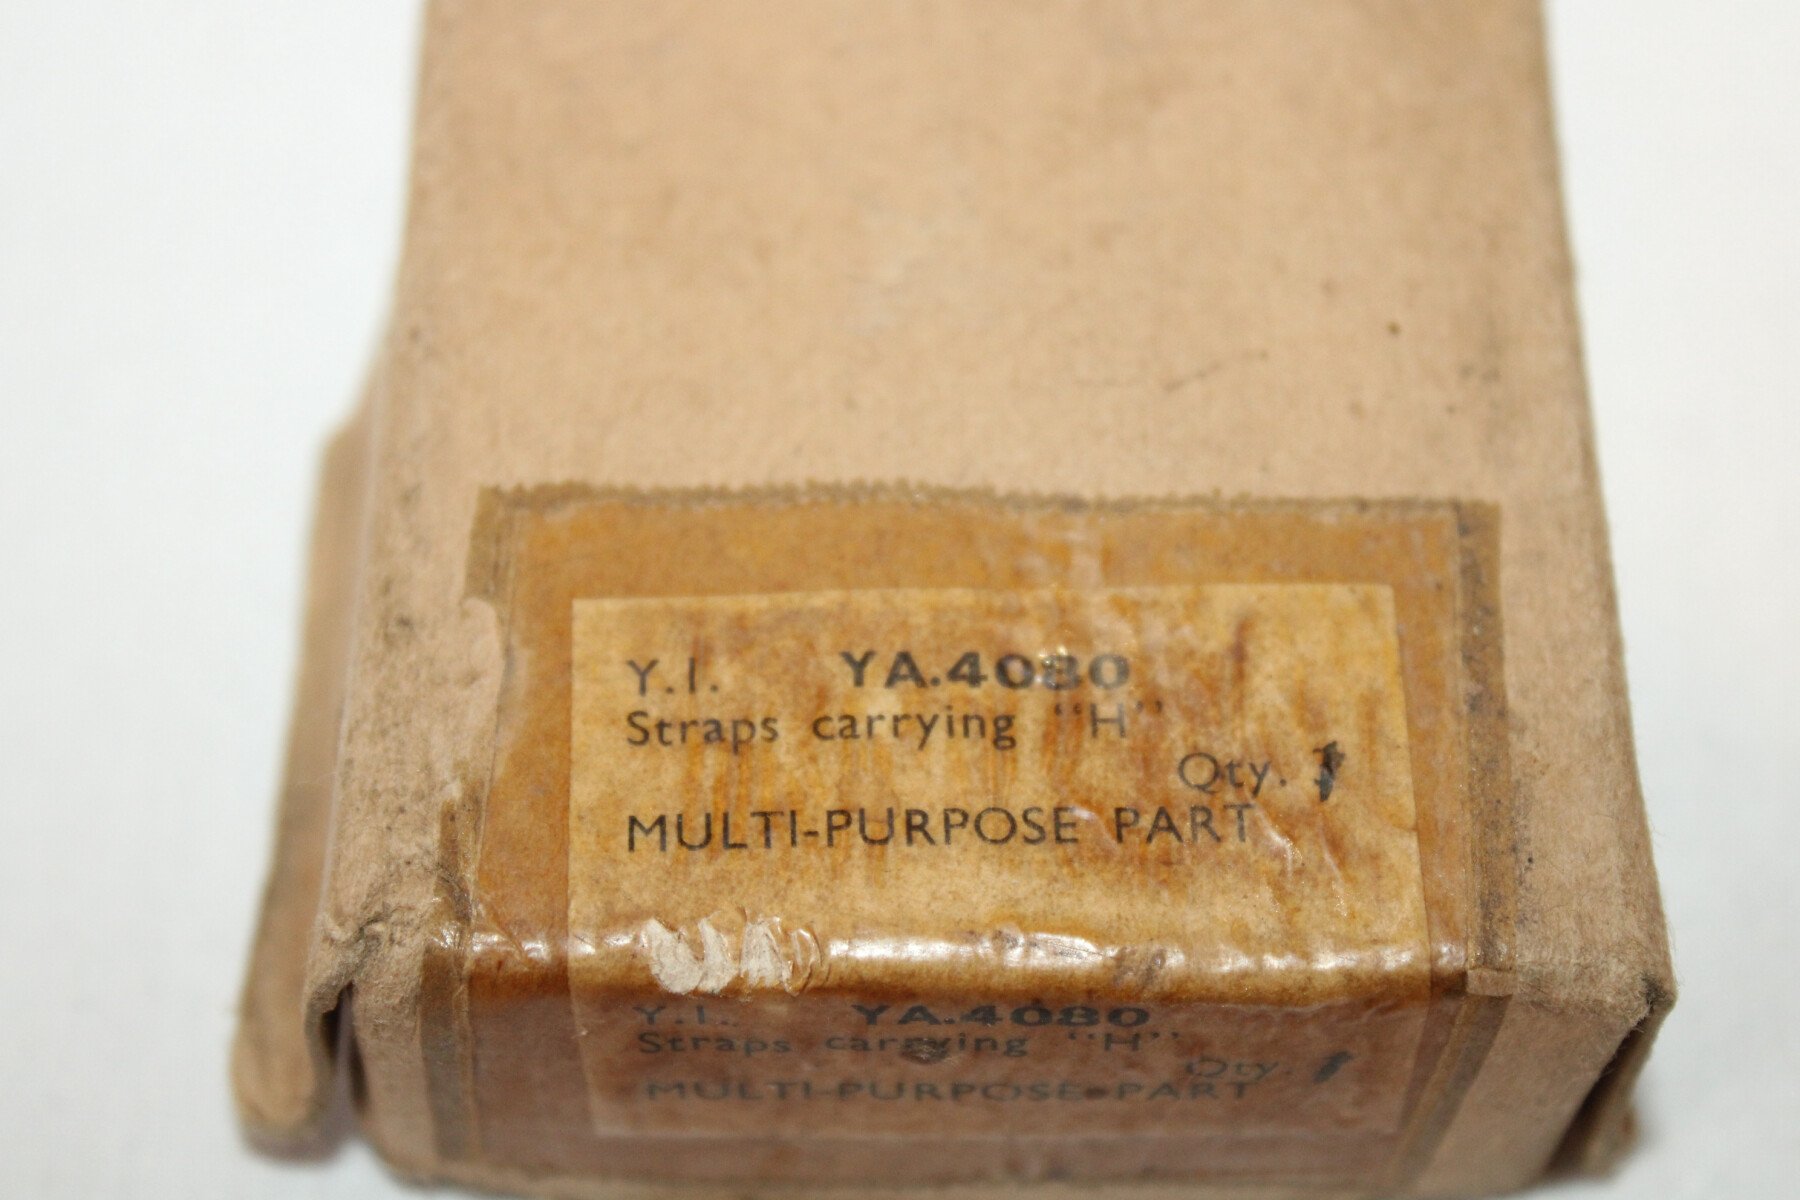 Y.I. YA.4080
Straps carrying "H"
Qty. 1
MULTI-PURPOSE PART
Y.I. YA.4080
Straps carrying "H"
Qty. 1
MULTI-PURPOSE PART